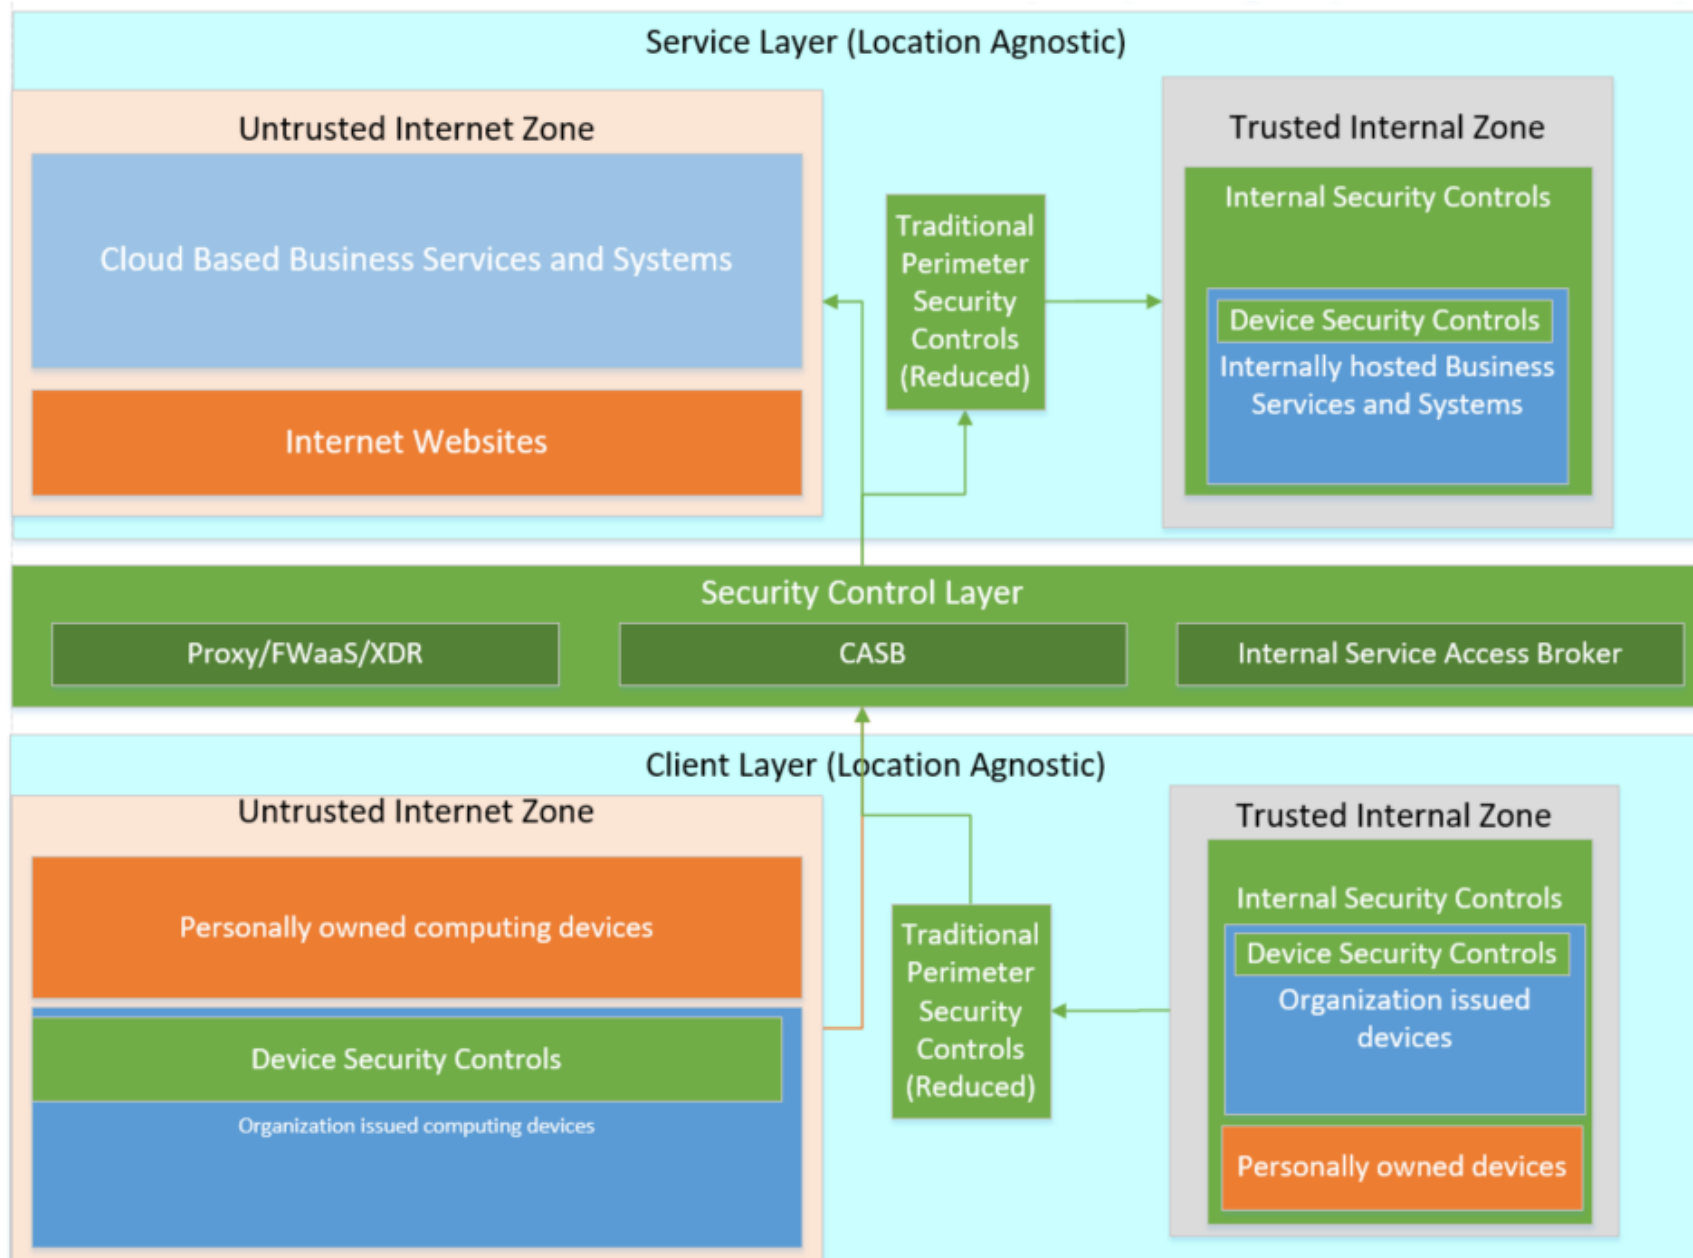 Service Layer (Location Agnostic)
Untrusted Internet Zone
Cloud Based Business Services and Systems
Internet Websites
Traditional
Perimeter
Security
Controls
(Reduced)
Trusted Internal Zone
Internal Security Controls
Device Security Controls
Internally hosted Business
Services and Systems
Security Control Layer
Proxy/FWaaS/XDR
CASB
Internal Service Access Broker
Client Layer (Location Agnostic)
Untrusted Internet Zone
Personally owned computing devices
Device Security Controls
Organization issued computing devices
Traditional
Perimeter
Security
Controls
(Reduced)
Trusted Internal Zone
Internal Security Controls
Device Security Controls
Organization issued
devices
Personally owned devices